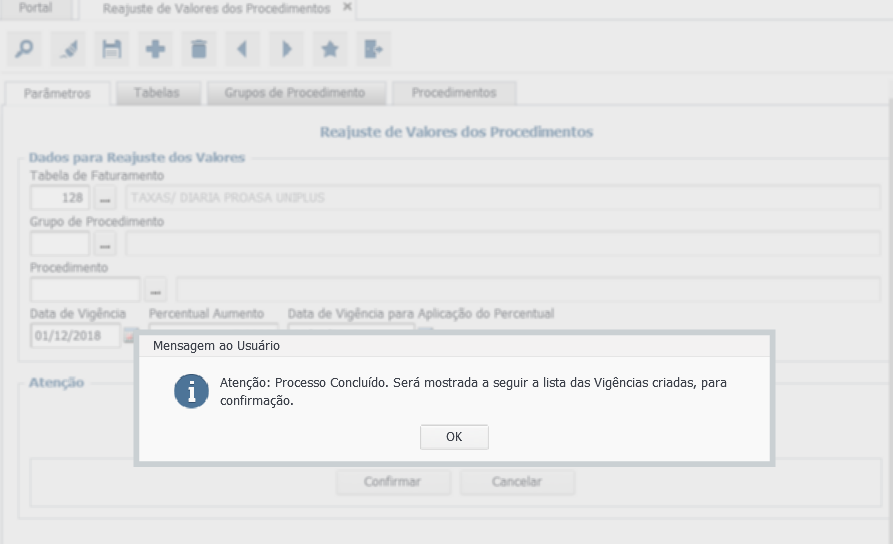 Portal
Reajuste de Valores dos Procedimentos
Parâmetros
Tabelas
Grupos de Procedimento
Procedimentos
Reajuste de Valores dos Procedimentos
Dados para Reajuste dos Valores
Tabela de Faturamento
128 ... TAXAS/ DIARIA PROASA UNIPLUS
Grupo de Procedimento
...
Procedimento
...
Data de Vigência Percentual Aumento Data de Vigência para Aplicação do Percentual
01/12/2018
Mensagem ao Usuário
Atenção
Atenção: Processo Concluído. Será mostrada a seguir a lista das Vigências criadas, para
confirmação.
OK
Confirmar Cancelar